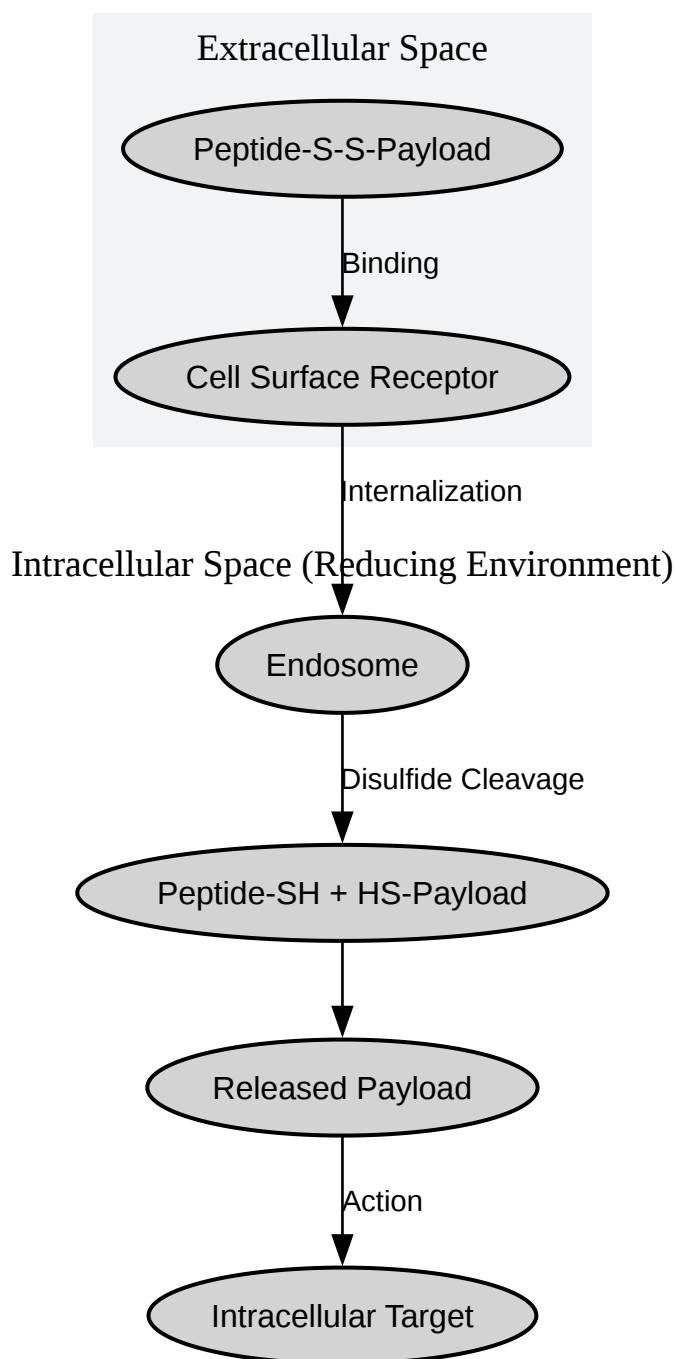 Extracellular Space
Peptide-S-S-Payload
Binding
Cell Surface Receptor
Internalization
Intracellular Space (Reducing Environment)
Endosome
Disulfide Cleavage
Peptide-SH + HS-Payload
Released Payload
Action
Intracellular Target